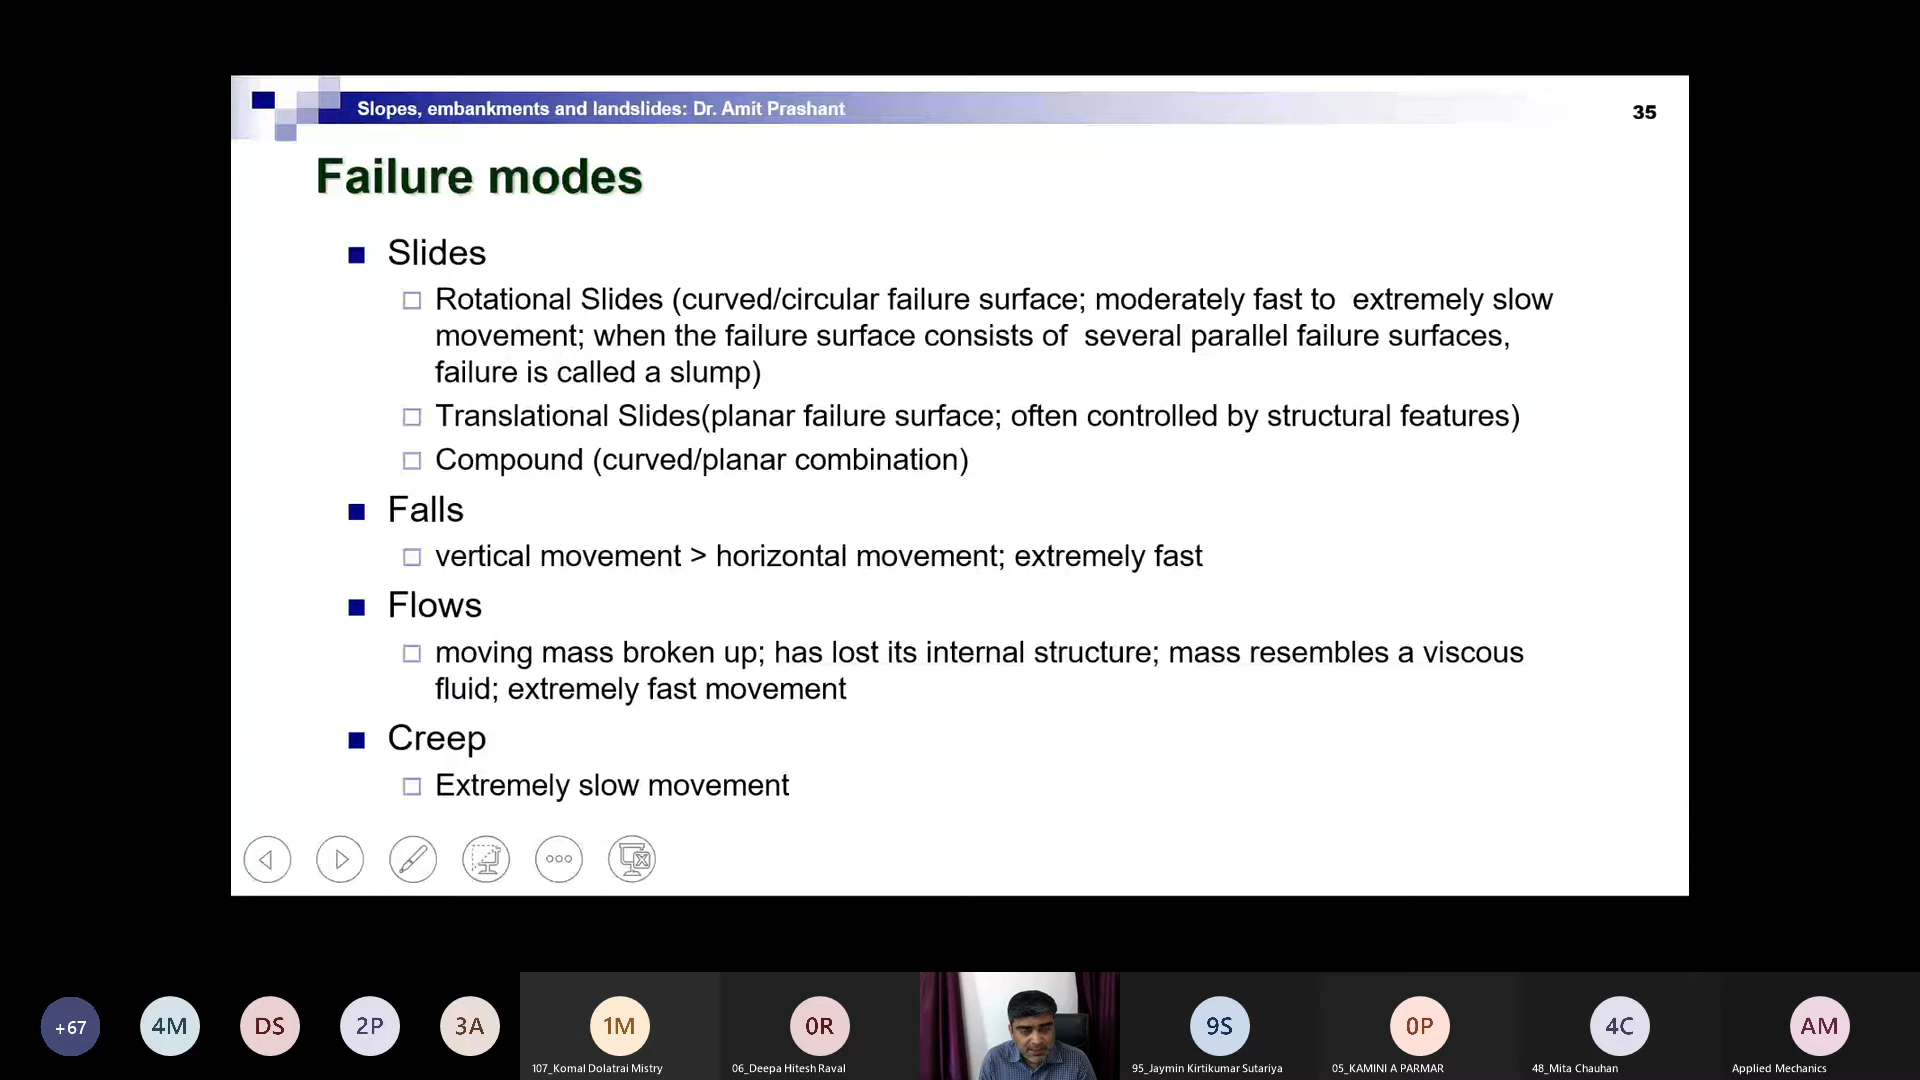 Slopes, embankments and landslides: Dr. Amit Prashant
35
Failure modes
Slides
Rotational Slides (curved/circular failure surface; moderately fast to extremely slow
movement; when the failure surface consists of several parallel failure surfaces,
failure is called a slump)
Translational Slides(planar failure surface; often controlled by structural features)
Compound (curved/planar combination)
Falls
vertical movement > horizontal movement; extremely fast
Flows
moving mass broken up; has lost its internal structure; mass resembles a viscous
fluid; extremely fast movement
Creep
Extremely slow movement
+67
4M
DS
2P
3A
1M
0R
9S
0P
4C
AM
107_Komal Dolatrai Mistry
06_Deepa Hitesh Raval
95_Jaymin Kirtikumar Sutariya
05_KAMINI A PARMAR
48_Mita Chauhan
Applied Mechanics